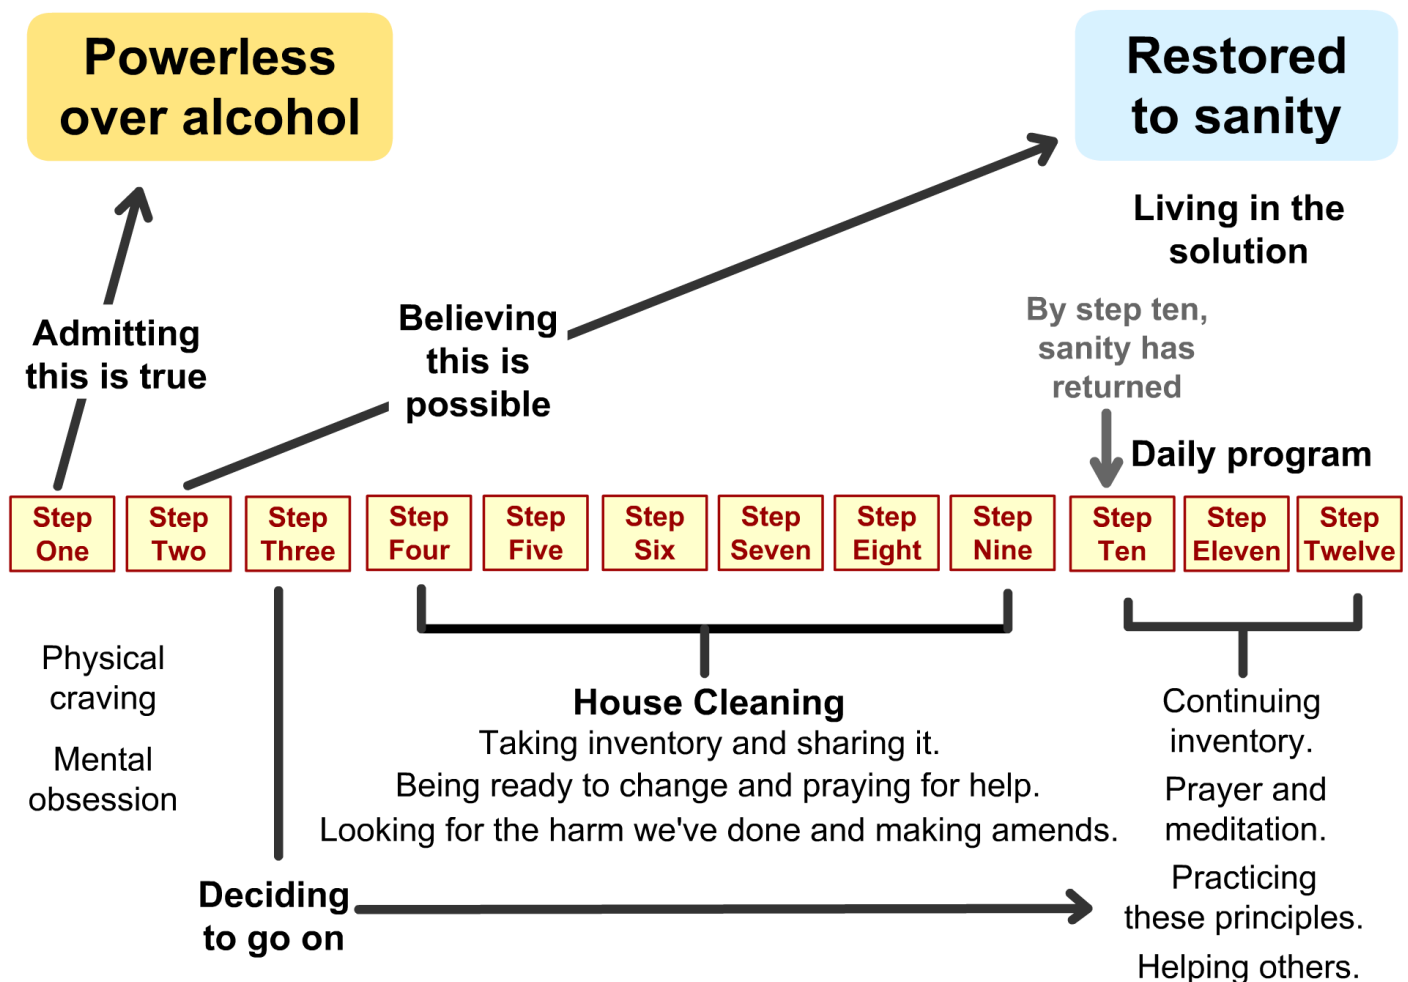 Powerless
over alcohol
Restored
to sanity
Living in the
solution
Admitting
this is true
Believing
this is
possible
By step ten,
sanity has
returned
Daily program
Step
One
Step
Two
Step
Three
Step
Four
Step
Five
Step
Six
Step
Seven
Step
Eight
Step
Nine
Step
Ten
Step
Eleven
Step
Twelve
Physical
craving
Mental
obsession
House Cleaning
Taking inventory and sharing it.
Being ready to change and praying for help.
Looking for the harm we've done and making amends.
Deciding
to go on
Continuing
inventory.
Prayer and
meditation.
Practicing
these principles.
Helping others.